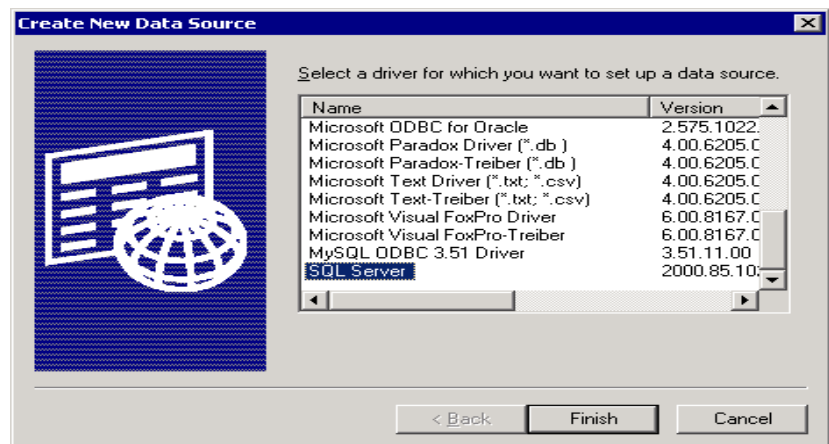 Create New Data Source
Select a driver for which you want to set up a data source.
Name Version
Microsoft ODBC for Oracle 2.575.1022.
Microsoft Paradox Driver (*.db ) 4.00.6205.0
Microsoft Paradox-Treiber (*.db ) 4.00.6205.0
Microsoft Text Driver (*.txt; *.csv) 4.00.6205.0
Microsoft Text-Treiber (*.txt; *.csv) 4.00.6205.0
Microsoft Visual FoxPro Driver 6.00.8167.0
Microsoft Visual FoxPro-Treiber 6.00.8167.0
MySQL ODBC 3.51 Driver 3.51.11.00
SQL Server 2000.85.10
< Back Finish Cancel